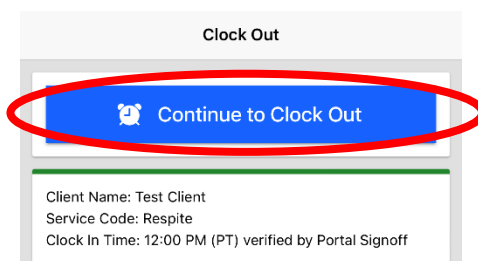 Clock Out
Continue to Clock Out
Client Name: Test Client
Service Code: Respite
Clock In Time: 12:00 PM (PT) verified by Portal Signoff